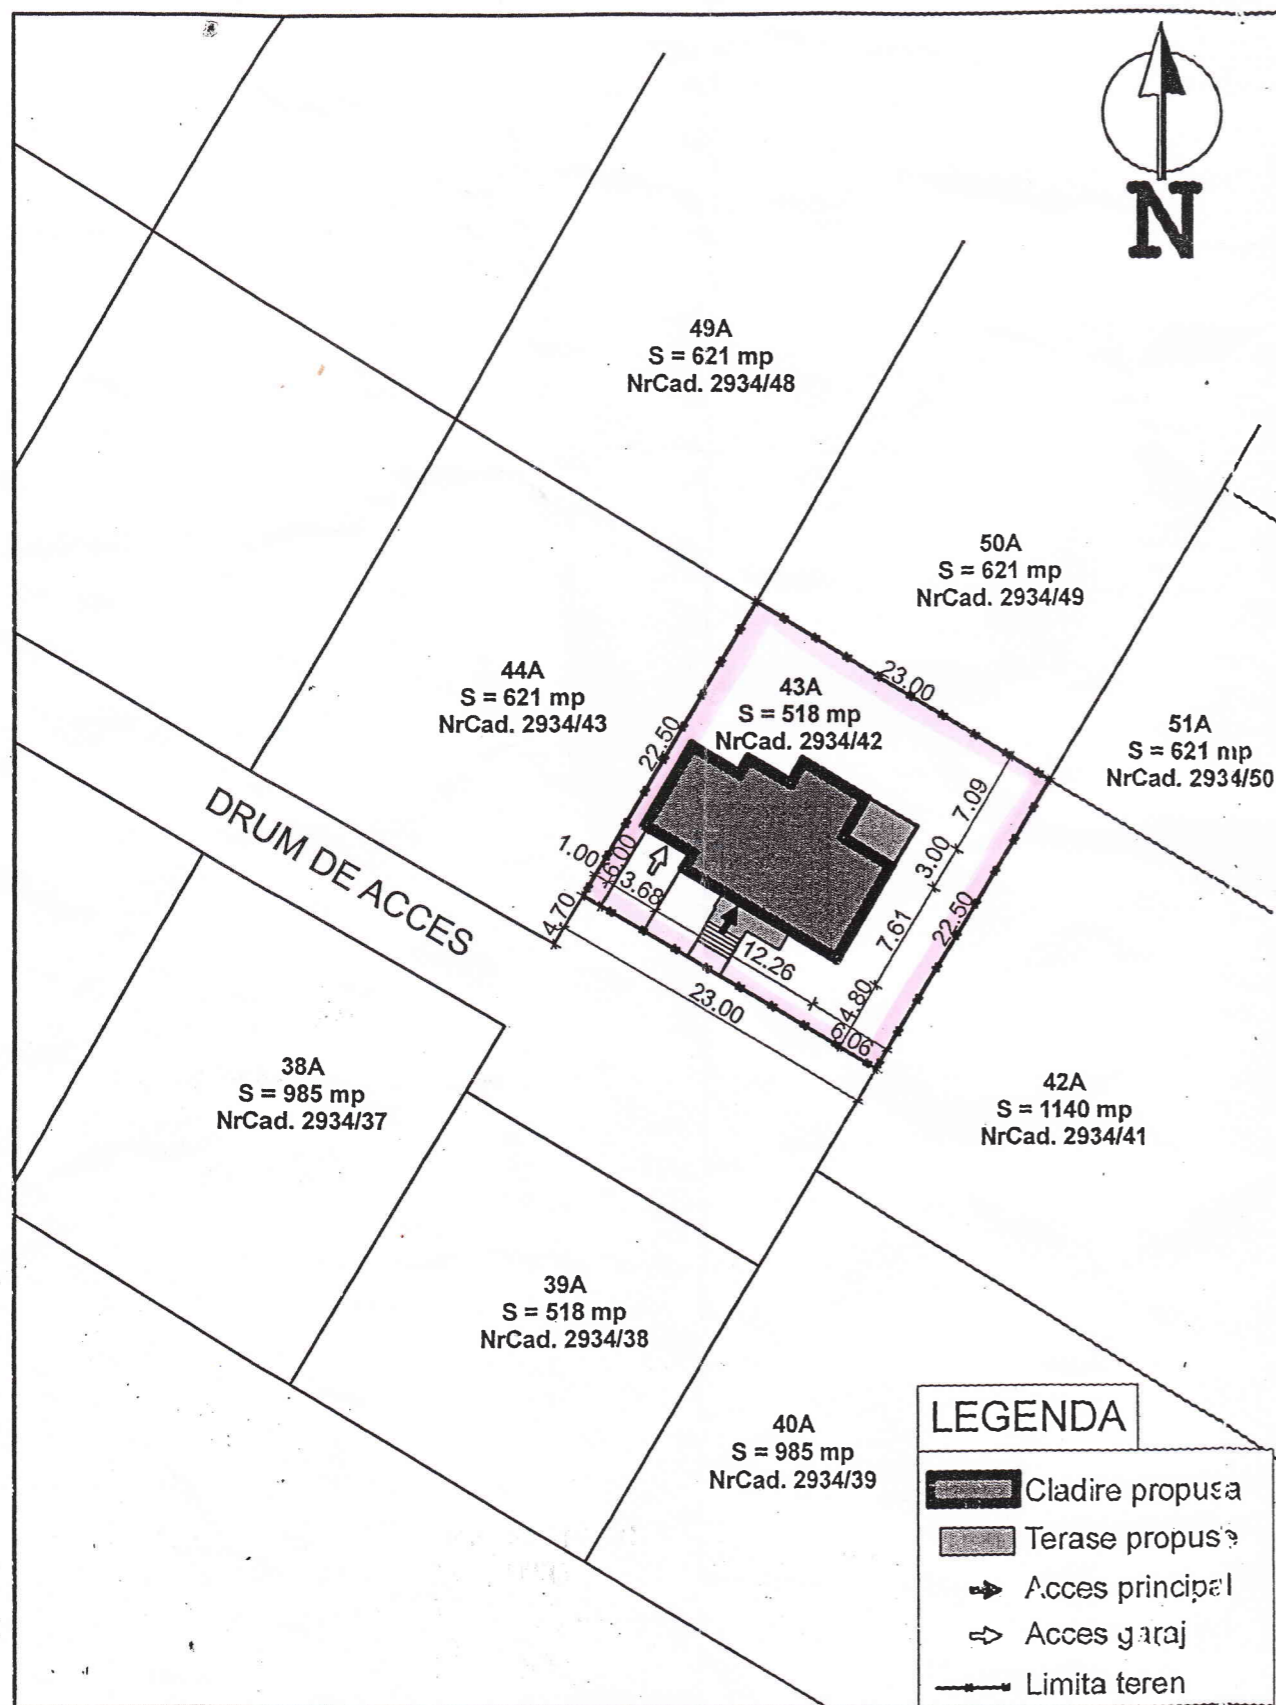 N
49A
S = 621 mp
NrCad. 2934/48
50A
S = 621 mp
NrCad. 2934/49
44A
S = 621 mp
NrCad. 2934/43
43A
S = 518 mp
NrCad. 2934/42
51A
S = 621 mp
NrCad. 2934/50
23.00
22.50
7.09
3.00
7.61
22.50
4.80
6.06
1.00
6.00
3.68
4.70
12.26
23.00
DRUM DE ACCES
38A
S = 985 mp
NrCad. 2934/37
42A
S = 1140 mp
NrCad. 2934/41
39A
S = 518 mp
NrCad. 2934/38
40A
S = 985 mp
NrCad. 2934/39
LEGENDA
Cladire propusa
Terase propuse
Acces principal
Acces garaj
Limita teren